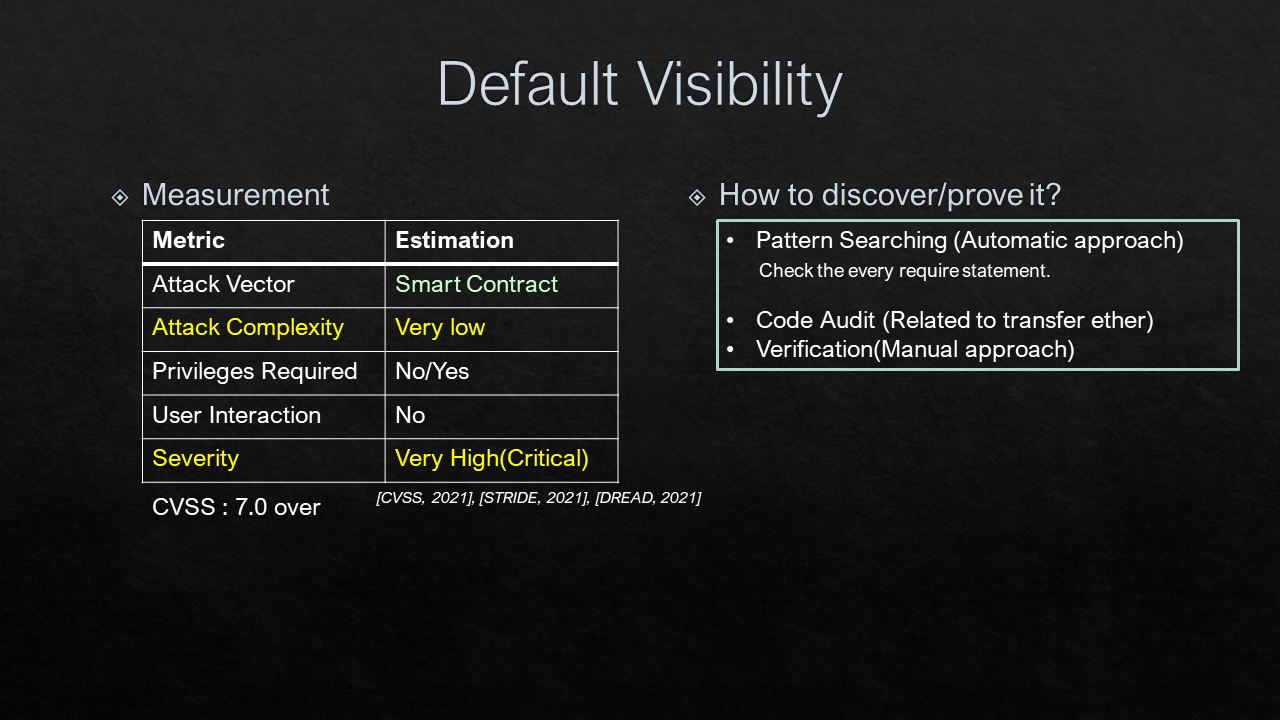 Default Visibility
Measurement
Metric Estimation
Attack Vector Smart Contract
Attack Complexity Very low
Privileges Required No/Yes
User Interaction No
Severity Very High(Critical)
CVSS : 7.0 over
[CVSS, 2021], [STRIDE, 2021], [DREAD, 2021]
How to discover/prove it?
• Pattern Searching (Automatic approach)
Check the every require statement.
• Code Audit (Related to transfer ether)
• Verification(Manual approach)